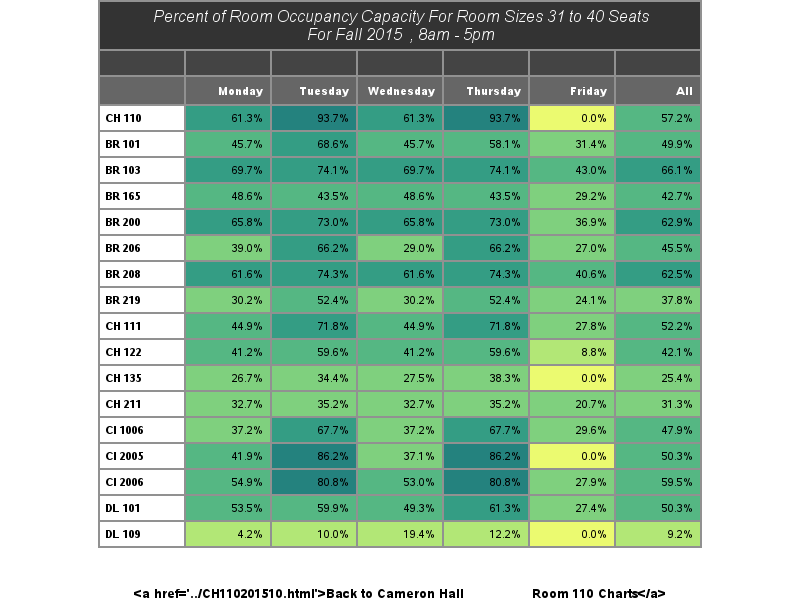 Percent of Room Occupancy Capacity For Room Sizes 31 to 40 Seats
For Fall 2015 , 8am - 5pm
Monday Tuesday Wednesday Thursday Friday All
CH 110 61.3% 93.7% 61.3% 93.7% 0.0% 57.2%
BR 101 45.7% 68.6% 45.7% 58.1% 31.4% 49.9%
BR 103 69.7% 74.1% 69.7% 74.1% 43.0% 66.1%
BR 165 48.6% 43.5% 48.6% 43.5% 29.2% 42.7%
BR 200 65.8% 73.0% 65.8% 73.0% 36.9% 62.9%
BR 206 39.0% 66.2% 29.0% 66.2% 27.0% 45.5%
BR 208 61.6% 74.3% 61.6% 74.3% 40.6% 62.5%
BR 219 30.2% 52.4% 30.2% 52.4% 24.1% 37.8%
CH 111 44.9% 71.8% 44.9% 71.8% 27.8% 52.2%
CH 122 41.2% 59.6% 41.2% 59.6% 8.8% 42.1%
CH 135 26.7% 34.4% 27.5% 38.3% 0.0% 25.4%
CH 211 32.7% 35.2% 32.7% 35.2% 20.7% 31.3%
CI 1006 37.2% 67.7% 37.2% 67.7% 29.6% 47.9%
CI 2005 41.9% 86.2% 37.1% 86.2% 0.0% 50.3%
CI 2006 54.9% 80.8% 53.0% 80.8% 27.9% 59.5%
DL 101 53.5% 59.9% 49.3% 61.3% 27.4% 50.3%
DL 109 4.2% 10.0% 19.4% 12.2% 0.0% 9.2%
<a href='../CH110201510.html'>Back to Cameron Hall Room 110 Charts</a>